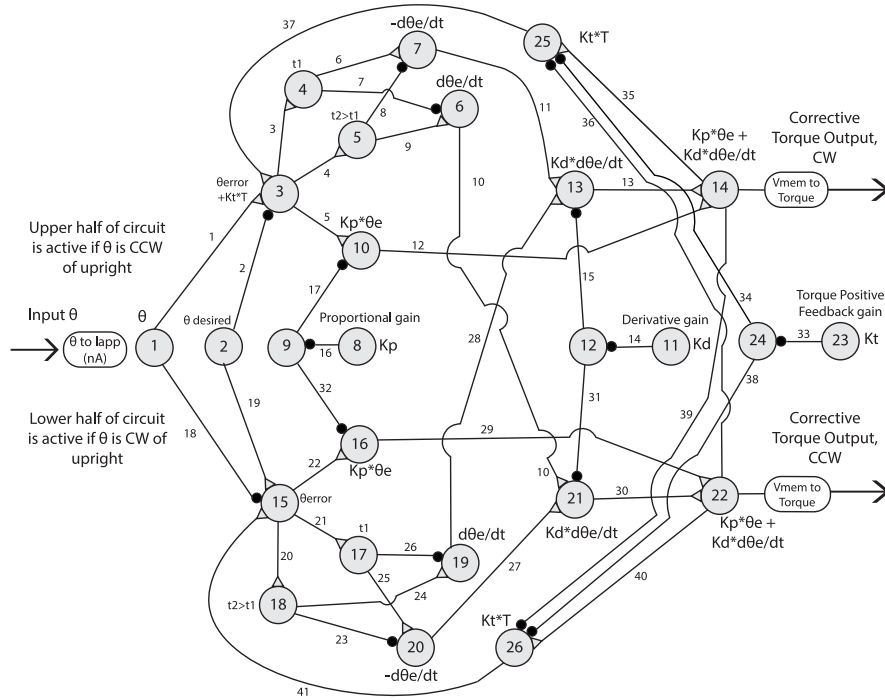 37
-dθe/dt
25
Kt*T
t1
6
7
dθe/dt
4
7
6
35
3
t2>t1
8
11
36
5
9
Corrective
Torque Output,
CW
Kp*θe +
Kd*dθe/dt
4
10
Kd*dθe/dt
θerror
+Kt*T
3
13
13
14
Vmem to
Torque
Upper half of circuit
is active if θ is CCW
of upright
1
5
Kp*θe
10
12
2
17
15
34
Input θ
θ
θ desired
Proportional gain
28
Derivative gain
Torque Positive
Feedback gain
θ to Iapp
(nA)
1
2
9
16
8
Kp
12
14
11
Kd
24
33
23
Kt
38
Lower half of circuit
is active if θ is CW of
upright
19
32
31
39
18
16
29
Corrective
Torque Output,
CCW
22
Kp*θe
10
15
θerror
21
30
22
Vmem to
Torque
21
t1
Kd*dθe/dt
Kp*θe +
Kd*dθe/dt
17
26
dθe/dt
20
19
25
27
40
t2>t1
18
24
23
Kt*T
20
26
-dθe/dt
41